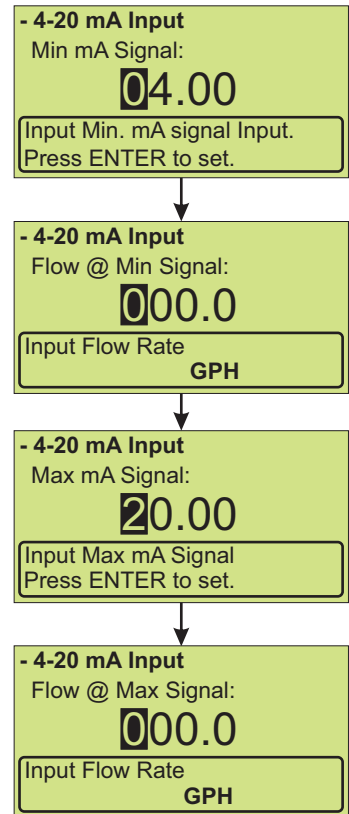 - 4-20 mA Input
Min mA Signal:
04.00
Input Min. mA signal Input.
Press ENTER to set.
- 4-20 mA Input
Flow @ Min Signal:
000.0
Input Flow Rate
GPH
- 4-20 mA Input
Max mA Signal:
20.00
Input Max mA Signal
Press ENTER to set.
- 4-20 mA Input
Flow @ Max Signal:
000.0
Input Flow Rate
GPH